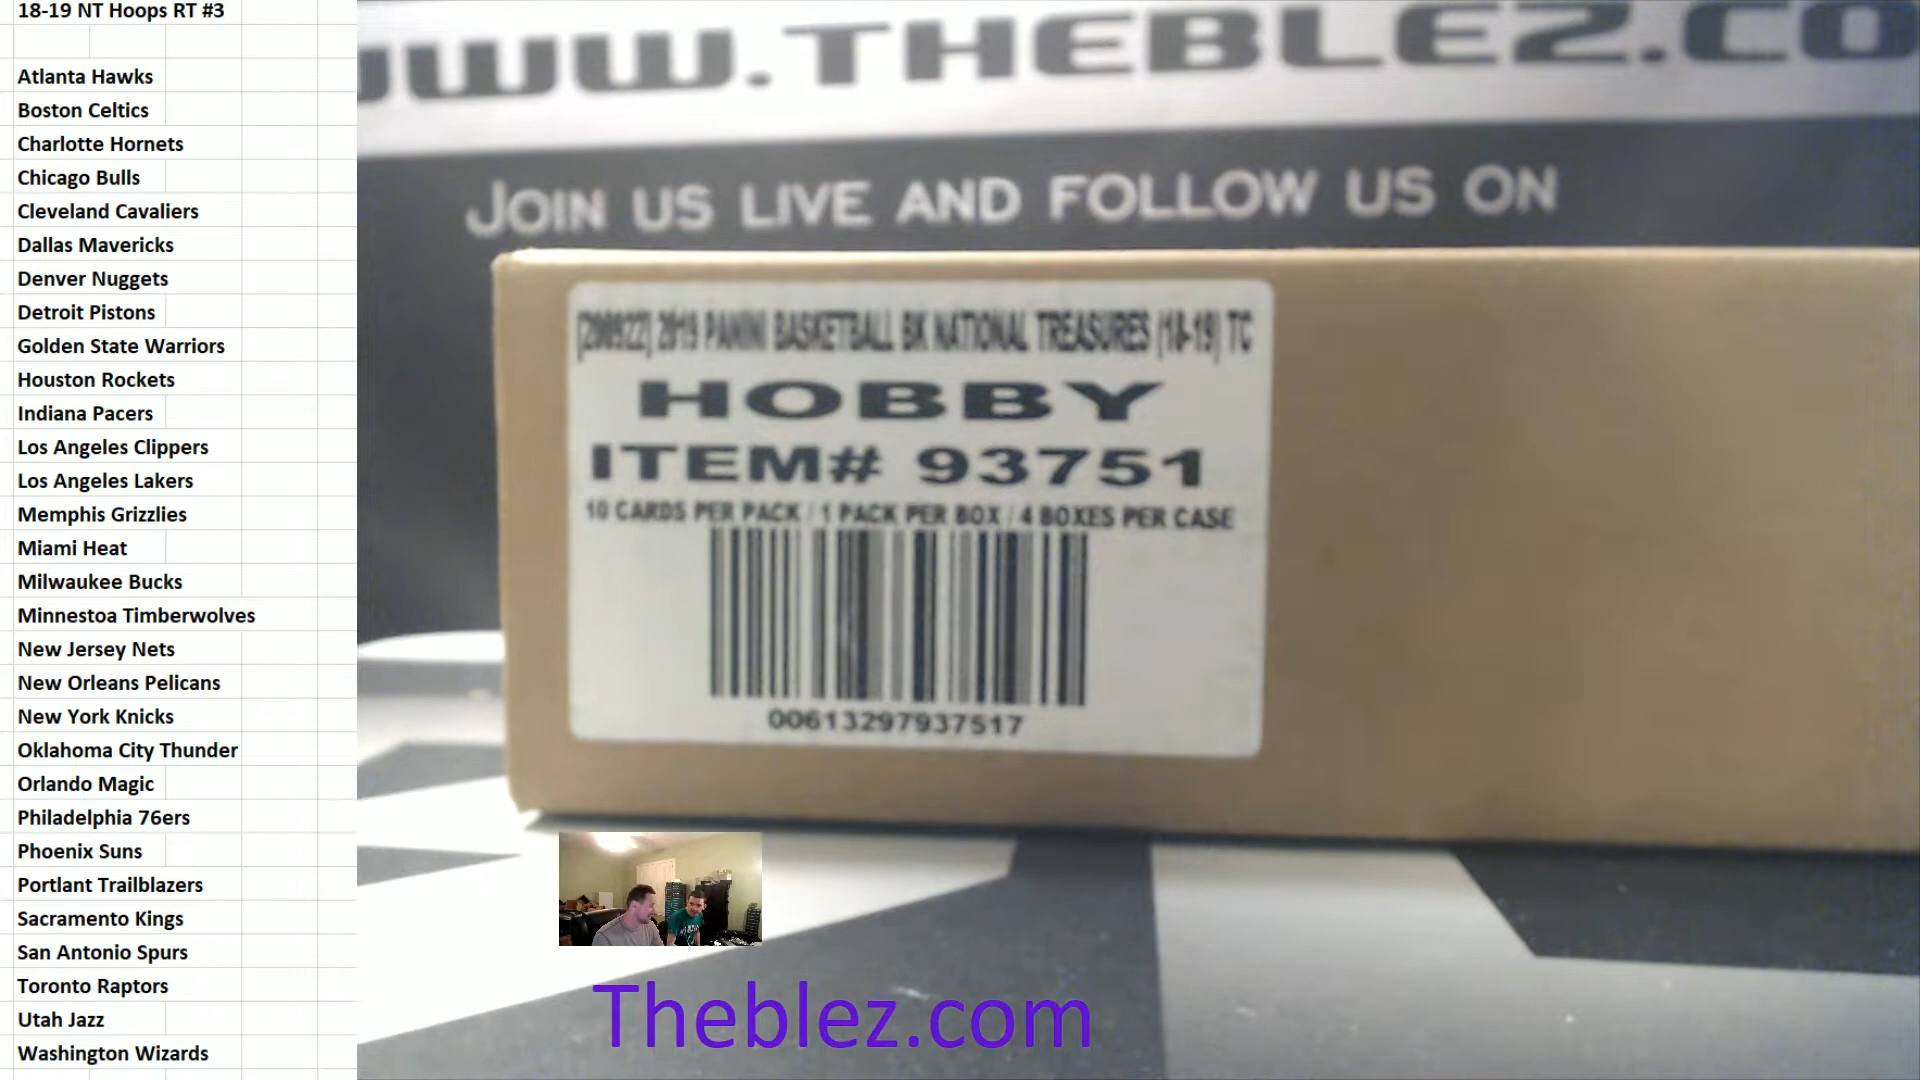 18-19 NT Hoops RT #3
Atlanta Hawks
Boston Celtics
Charlotte Hornets
Chicago Bulls
Cleveland Cavaliers
Dallas Mavericks
Denver Nuggets
Detroit Pistons
Golden State Warriors
Houston Rockets
Indiana Pacers
Los Angeles Clippers
Los Angeles Lakers
Memphis Grizzlies
Miami Heat
Milwaukee Bucks
Minnestoa Timberwolves
New Jersey Nets
New Orleans Pelicans
New York Knicks
Oklahoma City Thunder
Orlando Magic
Philadelphia 76ers
Phoenix Suns
Portlant Trailblazers
Sacramento Kings
San Antonio Spurs
Toronto Raptors
Utah Jazz
Washington Wizards
WWW.THEBLEZ.CO
JOIN US LIVE AND FOLLOW US ON
[200922] 2019 PANINI BASKETBALL BK NATIONAL TREASURES (18-19) TC
HOBBY
ITEM# 93751
10 CARDS PER PACK / 1 PACK PER BOX / 4 BOXES PER CASE
00613297937517
Theblez.com